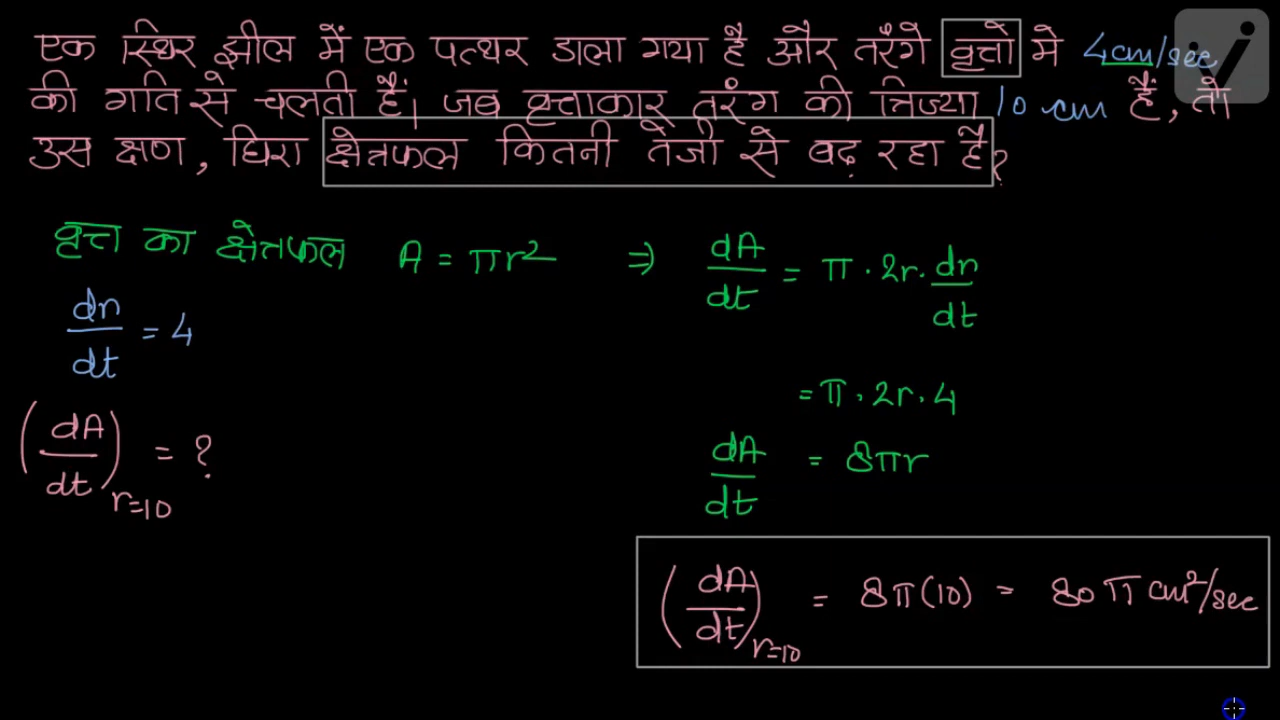 एक स्थिर झील में एक पत्थर डाला गया है और तरंगे वृत्तो मे 4cm/sec
की गति से चलती हैं। जब वृत्ताकार तरंग की त्रिज्या 10 cm हैं, तो
उस क्षण, घिरा क्षेत्रफल कितनी तेजी से बढ़ रहा है?
वृत्त का क्षेत्रफल A = πr² ⇒ dA/dt = π · 2r · dr/dt
dr/dt = 4
= π · 2r · 4
(dA/dt)r=10 = ?
dA/dt = 8πr
(dA/dt)r=10 = 8π(10) = 80 π cm²/sec